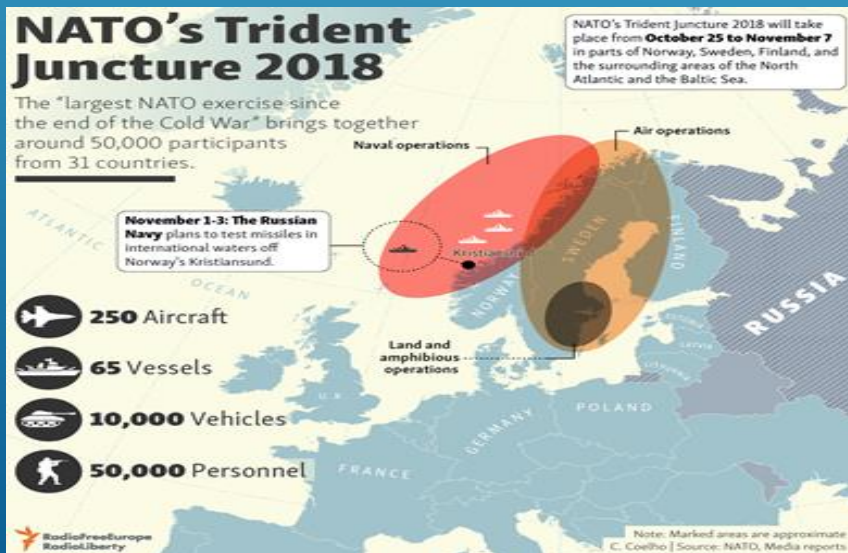 NATO's Trident
Juncture 2018
The "largest NATO exercise since
the end of the Cold War" brings together
around 50,000 participants
from 31 countries.
NATO's Trident Juncture 2018 will take
place from October 25 to November 7
in parts of Norway, Sweden, Finland, and
the surrounding areas of the North
Atlantic and the Baltic Sea.
Air operations
Naval operations
November 1-3: The Russian
Navy plans to test missiles in
international waters off
Norway's Kristiansund.
ATLANTIC
OCEAN
Kristiansund
NORWAY
SWEDEN
FINLAND
RUSSIA
ESTONIA
LATVIA
LITHUANIA
Land and
amphibious
operations
250 Aircraft
65 Vessels
10,000 Vehicles
50,000 Personnel
U.K.
GERMANY
POLAND
FRANCE
RadioFreeEurope
RadioLiberty
Note: Marked areas are approximate
C. Coelho | Source: NATO, Media reports